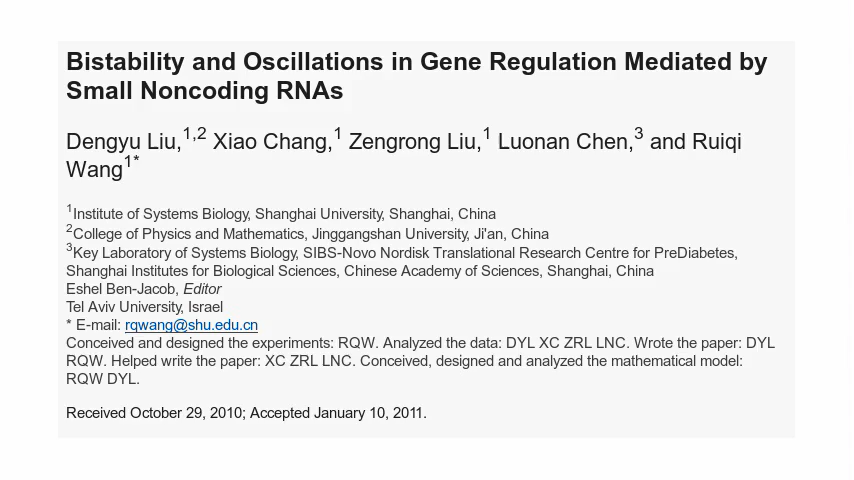 Bistability and Oscillations in Gene Regulation Mediated by
Small Noncoding RNAs
Dengyu Liu,1,2 Xiao Chang,1 Zengrong Liu,1 Luonan Chen,3 and Ruiqi
Wang1*
1Institute of Systems Biology, Shanghai University, Shanghai, China
2College of Physics and Mathematics, Jinggangshan University, Ji'an, China
3Key Laboratory of Systems Biology, SIBS-Novo Nordisk Translational Research Centre for PreDiabetes,
Shanghai Institutes for Biological Sciences, Chinese Academy of Sciences, Shanghai, China
Eshel Ben-Jacob, Editor
Tel Aviv University, Israel
* E-mail: rqwang@shu.edu.cn
Conceived and designed the experiments: RQW. Analyzed the data: DYL XC ZRL LNC. Wrote the paper: DYL
RQW. Helped write the paper: XC ZRL LNC. Conceived, designed and analyzed the mathematical model:
RQW DYL.
Received October 29, 2010; Accepted January 10, 2011.